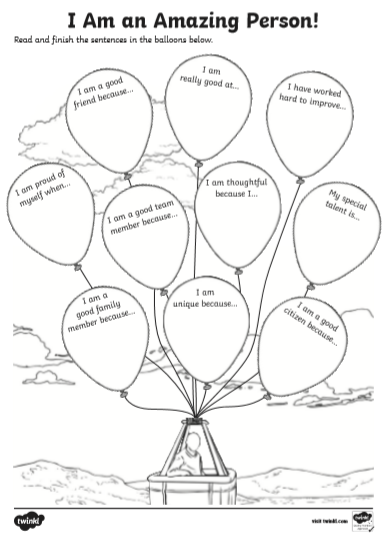 I Am an Amazing Person!
Read and finish the sentences in the balloons below.
I am a good
friend because...
I am
really good at...
I have worked
hard to improve...
I am proud of
myself when...
I am a good team
member because...
I am thoughtful
because I...
My special
talent is...
I am a
good family
member because...
I am
unique because...
I am a good
citizen because...
twinkl
visit twinkl.com
twinkl